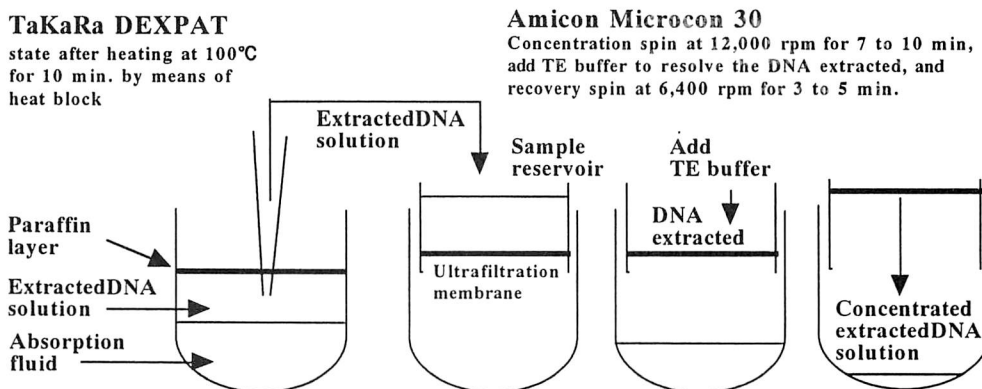 TaKaRa DEXPAT
state after heating at 100℃
for 10 min. by means of
heat block
Amicon Microcon 30
Concentration spin at 12,000 rpm for 7 to 10 min,
add TE buffer to resolve the DNA extracted, and
recovery spin at 6,400 rpm for 3 to 5 min.
ExtractedDNA
solution
Sample
reservoir
Add
TE buffer
Paraffin
layer
ExtractedDNA
solution
Absorption
fluid
Ultrafiltration
membrane
DNA
extracted
Concentrated
extractedDNA
solution